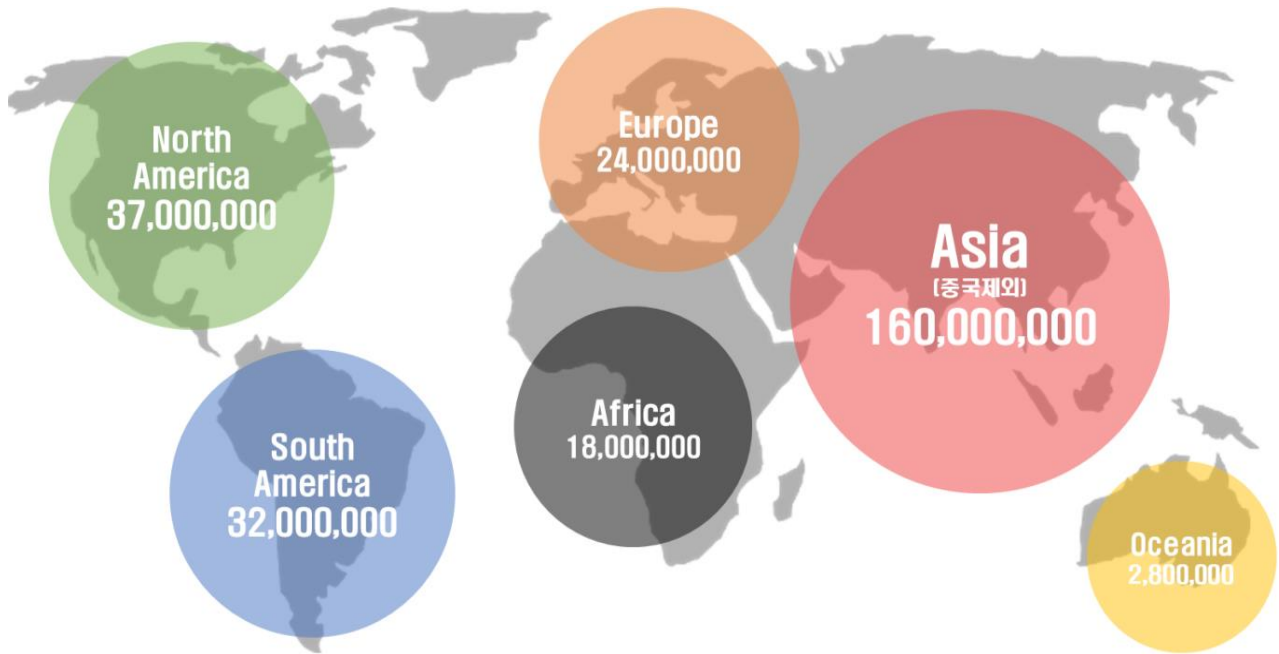 North
America
37,000,000
Europe
24,000,000
Asia
(중국제외)
160,000,000
South
America
32,000,000
Africa
18,000,000
Oceania
2,800,000